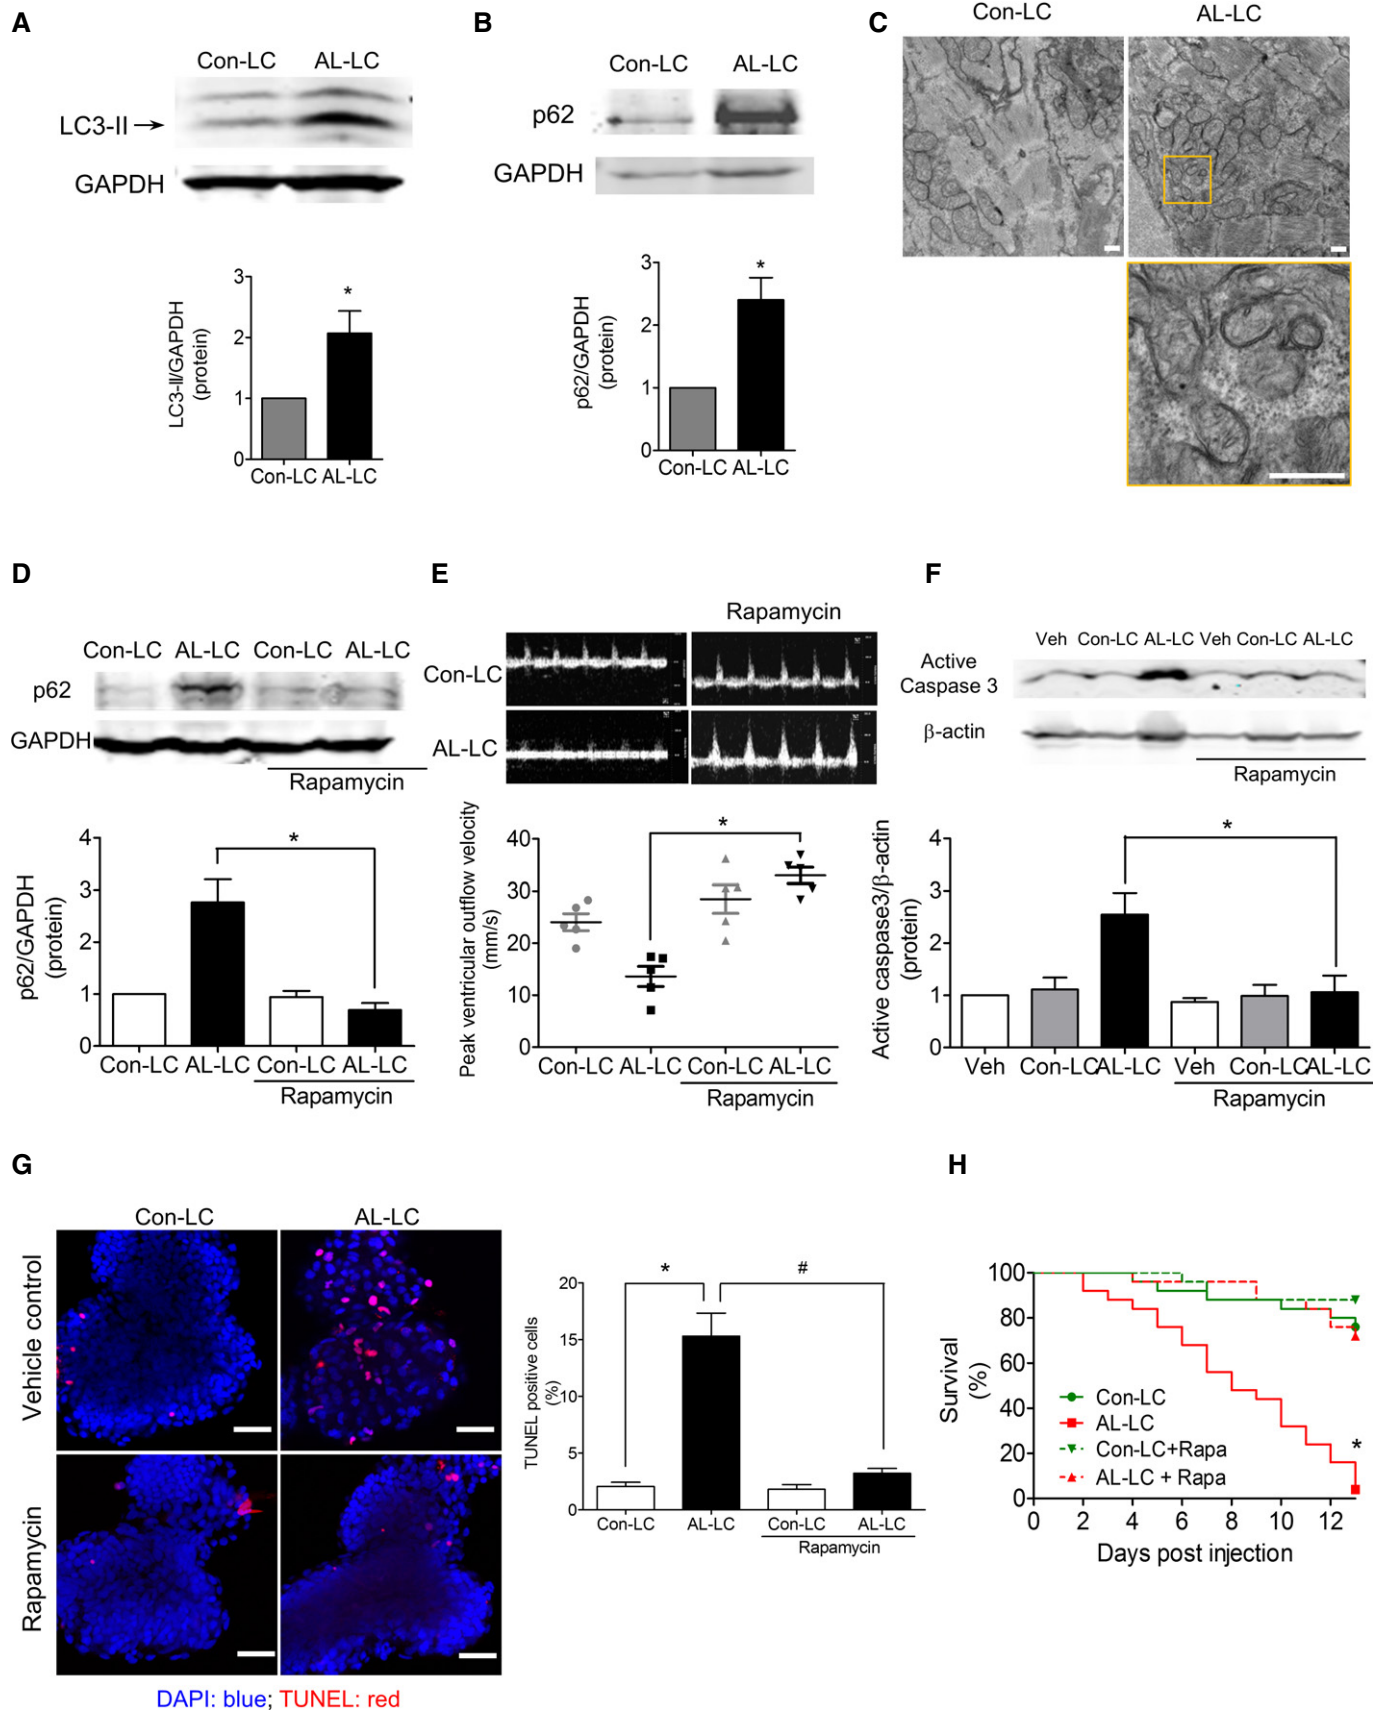 A
Con-LC AL-LC
LC3-II
GAPDH
LC3-II/GAPDH
(protein)
3
2
1
0
*
Con-LC AL-LC
B
Con-LC AL-LC
p62
GAPDH
p62/GAPDH
(protein)
3
2
1
0
*
Con-LC AL-LC
C
Con-LC AL-LC
D
Con-LC AL-LC Con-LC AL-LC
p62
GAPDH
Rapamycin
p62/GAPDH
(protein)
4
3
2
1
0
*
Con-LC AL-LC Con-LC AL-LC
Rapamycin
E
Rapamycin
Con-LC
AL-LC
Peak ventricular outflow velocity
(mm/s)
40
30
20
10
0
*
Con-LC AL-LC Con-LC AL-LC
Rapamycin
F
Veh Con-LC AL-LC Veh Con-LC AL-LC
Active
Caspase 3
β-actin
Rapamycin
Active caspase3/β-actin
(protein)
4
3
2
1
0
*
Veh Con-LC AL-LC Veh Con-LC AL-LC
Rapamycin
G
Con-LC AL-LC
Vehicle control
Rapamycin
DAPI: blue; TUNEL: red
TUNEL positive cells
(%)
20
15
10
5
0
* #
Con-LC AL-LC Con-LC AL-LC
Rapamycin
H
Survival
(%)
100
80
60
40
20
0
Con-LC
AL-LC
Con-LC+Rapa
AL-LC + Rapa
*
0 2 4 6 8 10 12
Days post injection